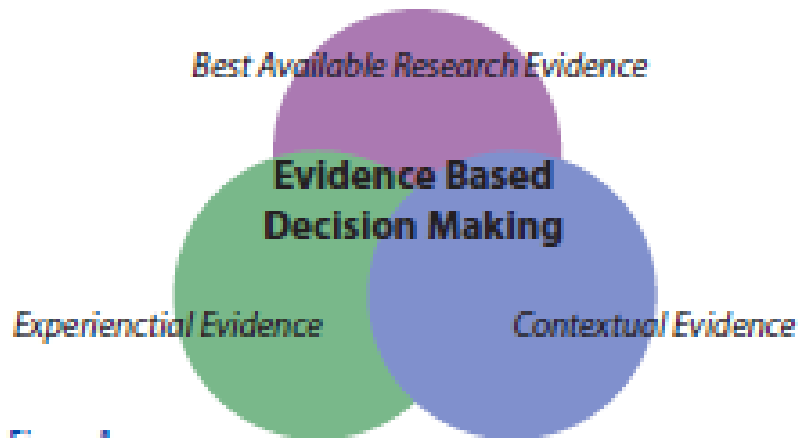 Best Available Research Evidence
Evidence Based
Decision Making
Experienctial Evidence
Contextual Evidence